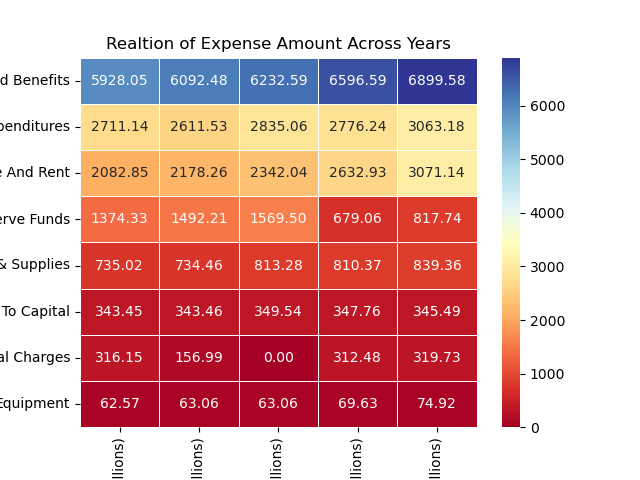 Realtion of Expense Amount Across Years
d Benefits 5928.05 6092.48 6232.59 6596.59 6899.58
penditures 2711.14 2611.53 2835.06 2776.24 3063.18
e And Rent 2082.85 2178.26 2342.04 2632.93 3071.14
erve Funds 1374.33 1492.21 1569.50 679.06 817.74
& Supplies 735.02 734.46 813.28 810.37 839.36
To Capital 343.45 343.46 349.54 347.76 345.49
al Charges 316.15 156.99 0.00 312.48 319.73
Equipment 62.57 63.06 63.06 69.63 74.92
llions) llions) llions) llions) llions)
6000
5000
4000
3000
2000
1000
0